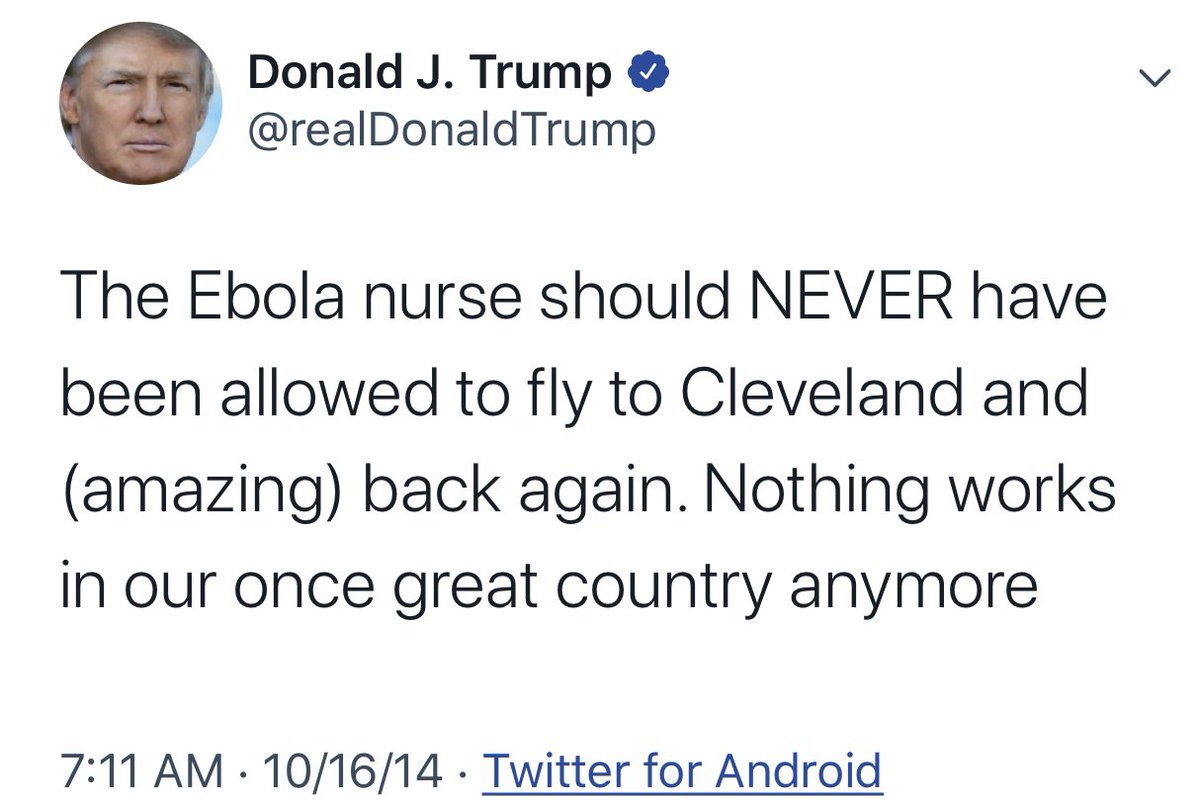 Donald J. Trump
@realDonaldTrump
The Ebola nurse should NEVER have
been allowed to fly to Cleveland and
(amazing) back again. Nothing works
in our once great country anymore
7:11 AM · 10/16/14 · Twitter for Android